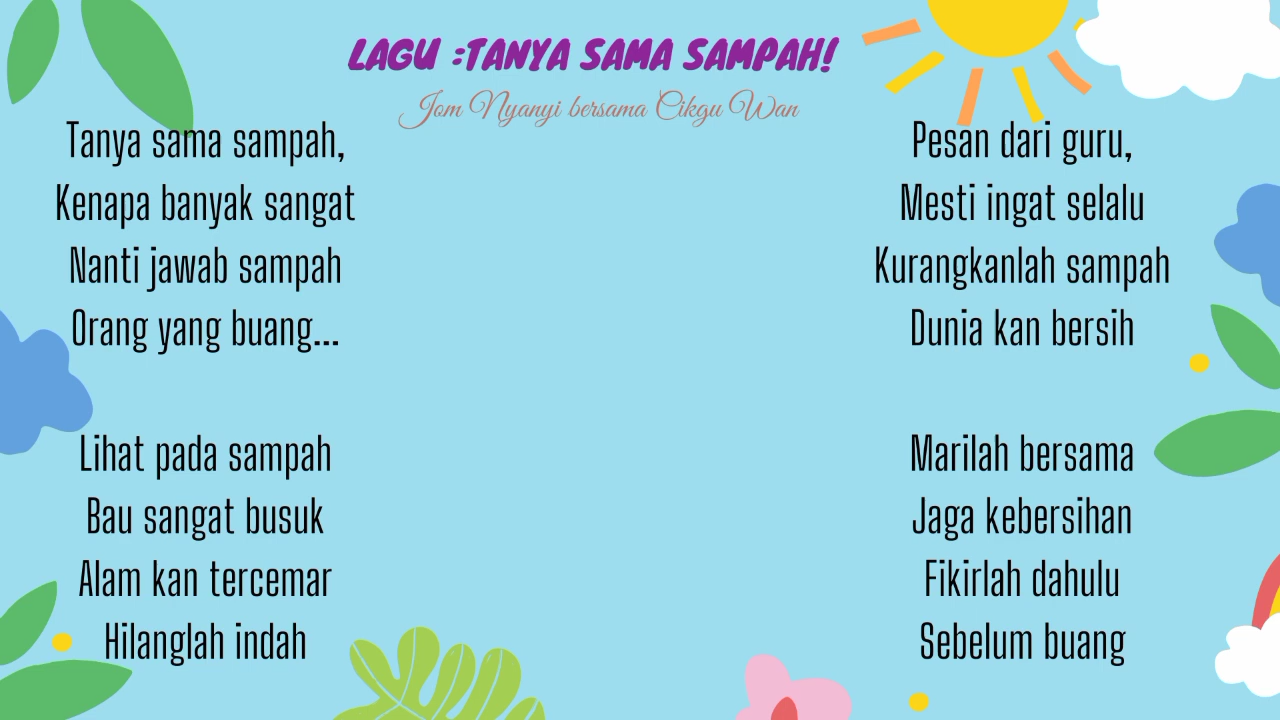 LAGU :TANYA SAMA SAMPAH!
Jom Nyanyi bersama Cikgu Wan
Tanya sama sampah,
Kenapa banyak sangat
Nanti jawab sampah
Orang yang buang...
Lihat pada sampah
Bau sangat busuk
Alam kan tercemar
Hilanglah indah
Pesan dari guru,
Mesti ingat selalu
Kurangkanlah sampah
Dunia kan bersih
Marilah bersama
Jaga kebersihan
Fikirlah dahulu
Sebelum buang